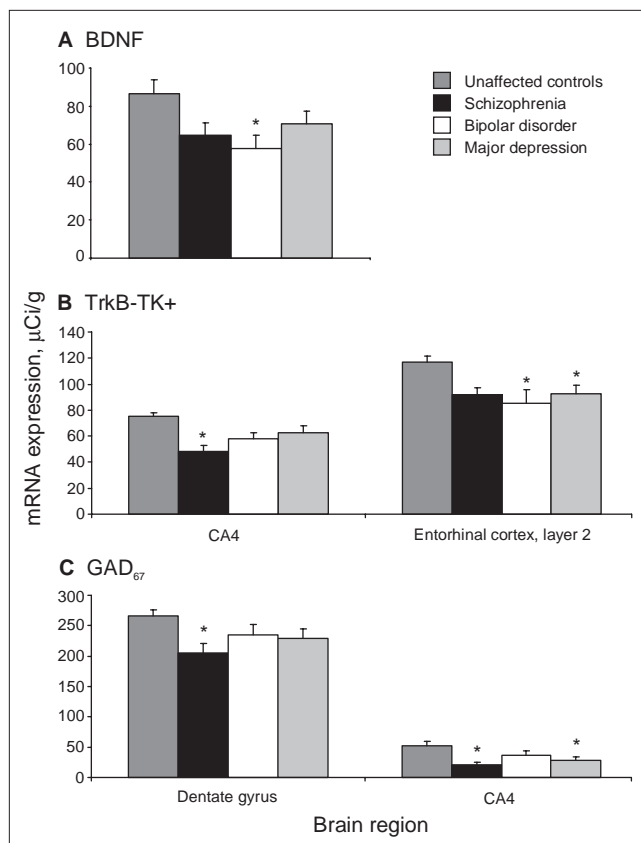 A BDNF
100
80
60
40
20
0
*
Unaffected controls
Schizophrenia
Bipolar disorder
Major depression
mRNA expression, µCi/g
B TrkB-TK+
140
120
100
80
60
40
20
0
*
*
*
CA4
Entorhinal cortex, layer 2
C GAD₆₇
300
250
200
150
100
50
0
*
*
*
Dentate gyrus
CA4
Brain region